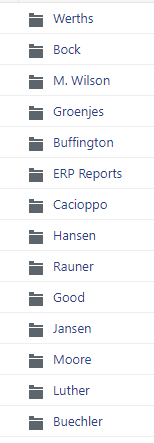 Werths
Bock
M. Wilson
Groenjes
Buffington
ERP Reports
Cacioppo
Hansen
Rauner
Good
Jansen
Moore
Luther
Buechler